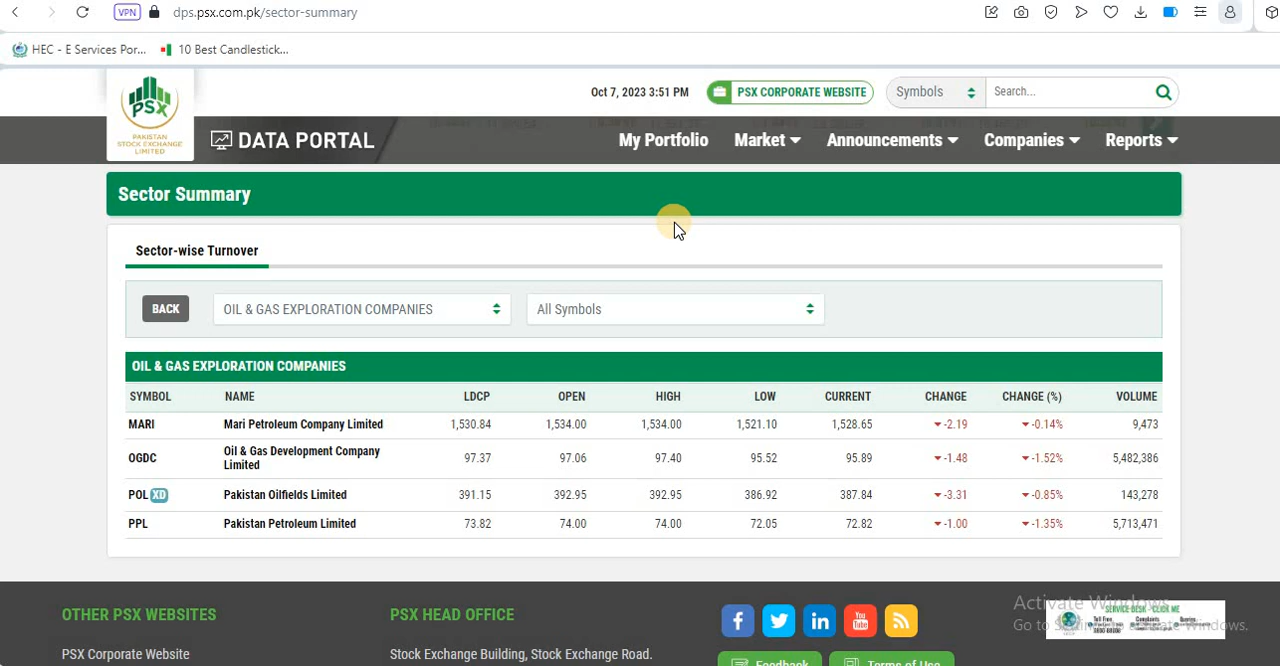 VPN dps.psx.com.pk/sector-summary
HEC - E Services Por... 10 Best Candlestick...
PSX
PAKISTAN
STOCK EXCHANGE
LIMITED
Oct 7, 2023 3:51 PM PSX CORPORATE WEBSITE Symbols Search...
DATA PORTAL My Portfolio Market Announcements Companies Reports
Sector Summary
Sector-wise Turnover
BACK OIL & GAS EXPLORATION COMPANIES All Symbols
OIL & GAS EXPLORATION COMPANIES
SYMBOL NAME LDCP OPEN HIGH LOW CURRENT CHANGE CHANGE (%) VOLUME
MARI Mari Petroleum Company Limited 1,530.84 1,534.00 1,534.00 1,521.10 1,528.65 -2.19 -0.14% 9,473
OGDC Oil & Gas Development Company Limited 97.37 97.06 97.40 95.52 95.89 -1.48 -1.52% 5,482,386
POL XD Pakistan Oilfields Limited 391.15 392.95 392.95 386.92 387.84 -3.31 -0.85% 143,278
PPL Pakistan Petroleum Limited 73.82 74.00 74.00 72.05 72.82 -1.00 -1.35% 5,713,471
OTHER PSX WEBSITES PSX HEAD OFFICE
PSX Corporate Website Stock Exchange Building, Stock Exchange Road.
You Tube
Feedback Terms of Use
Activate Windows
SERVICE DESK - CLICK ME
Go to
Windows.